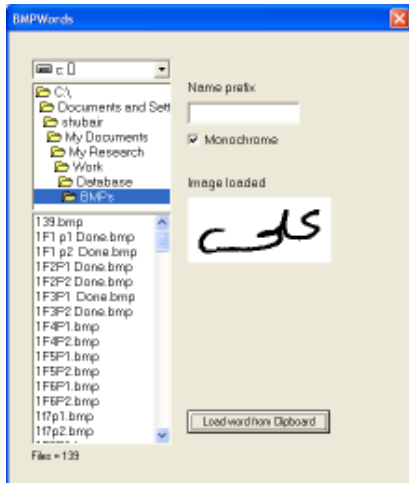 BMPWords
c: []
C:\
Documents and Sett
shubair
My Documents
My Research
Work
Database
BMPs
139.bmp
1F1 p1 Done.bmp
1F1 p2 Done.bmp
1F2P1 Done.bmp
1F2P2 Done.bmp
1F3P1 Done.bmp
1F3P2 Done.bmp
1F4P1.bmp
1F4P2.bmp
1F5P1.bmp
1F5P2.bmp
1F6P1.bmp
1F6P2.bmp
1f7p1.bmp
1f7p2.bmp
Files = 139
Name prefix
Monochrome
Image loaded
Load word from Clipboard